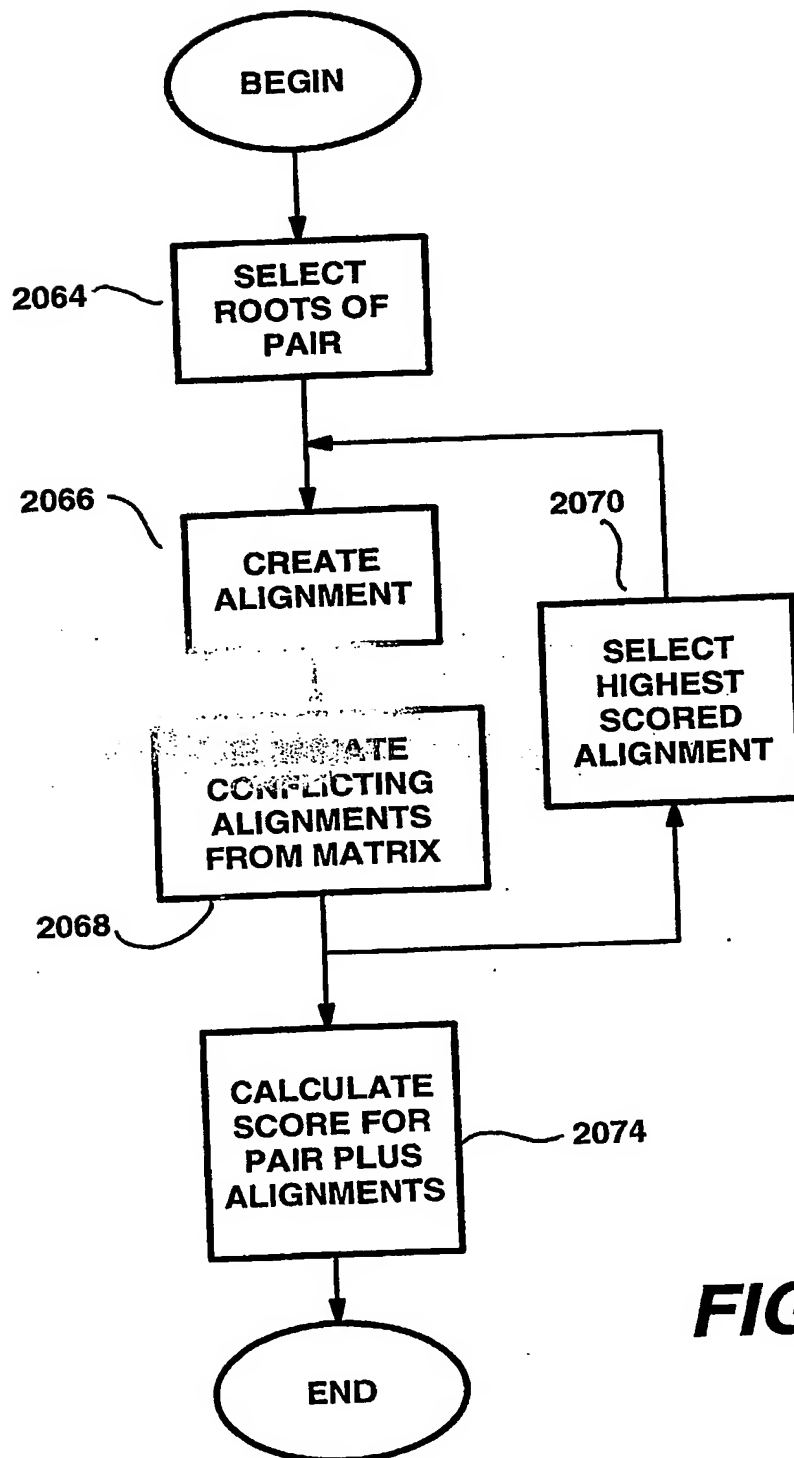 BEGIN
2064
SELECT
ROOTS OF
PAIR
2066
CREATE
ALIGNMENT
2070
SELECT
HIGHEST
SCORED
ALIGNMENT
CONFLICTING
ALIGNMENTS
FROM MATRIX
2068
CALCULATE
SCORE FOR
PAIR PLUS
ALIGNMENTS
2074
END